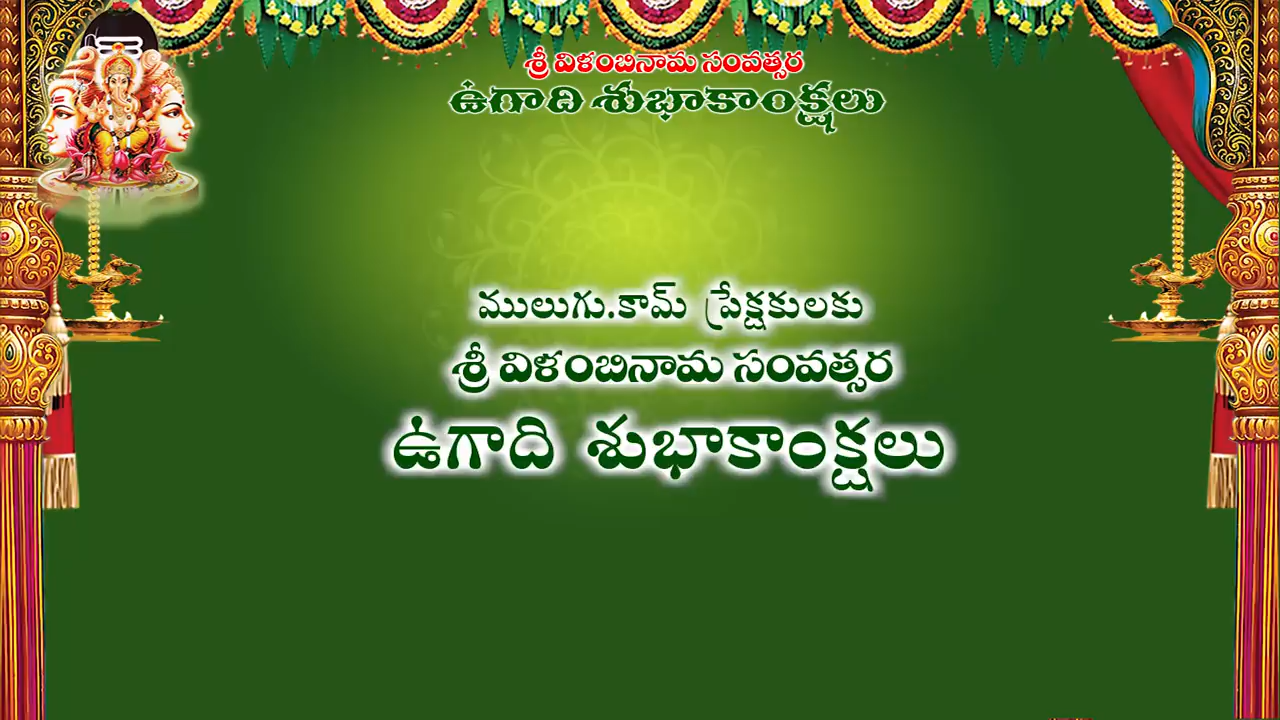 శ్రీ విళంబినామ సంవత్సర
ఉగాది శుభాకాంక్షలు
ములుగు.కామ్ ప్రేక్షకులకు
శ్రీ విళంబినామ సంవత్సర
ఉగాది శుభాకాంక్షలు